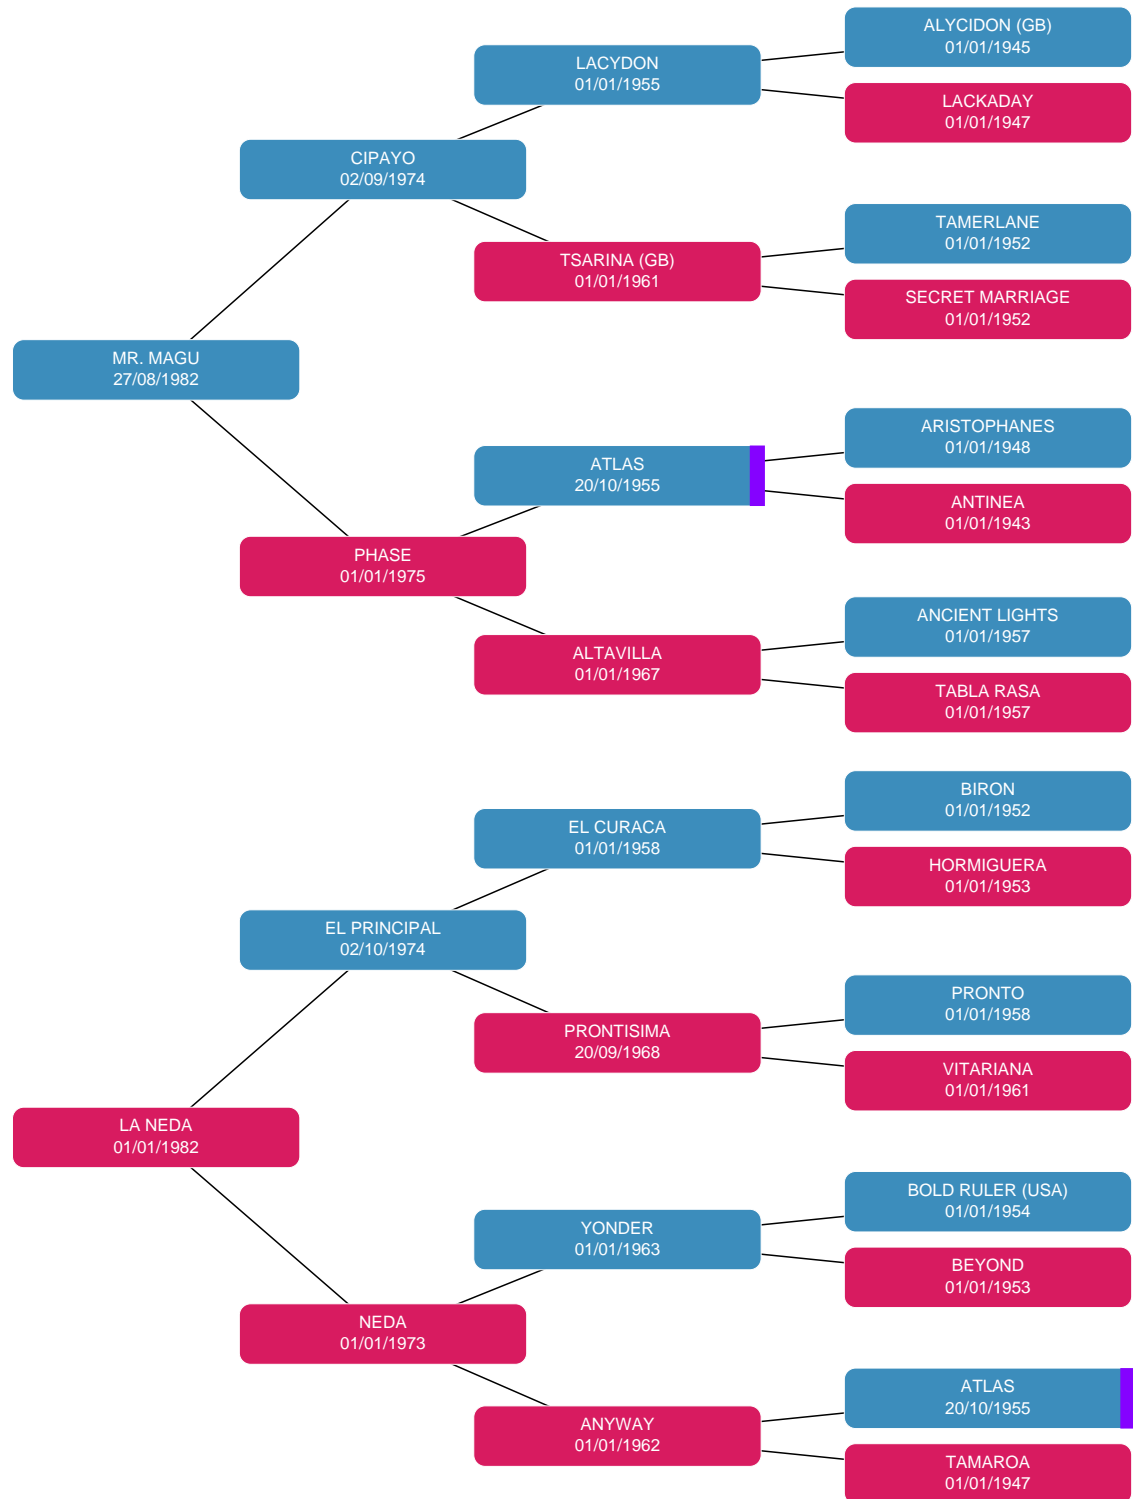 ALYCIDON (GB)
01/01/1945
LACYDON
01/01/1955
LACKADAY
01/01/1947
CIPAYO
02/09/1974
TAMERLANE
01/01/1952
TSARINA (GB)
01/01/1961
SECRET MARRIAGE
01/01/1952
MR. MAGU
27/08/1982
ARISTOPHANES
01/01/1948
ATLAS
20/10/1955
ANTINEA
01/01/1943
PHASE
01/01/1975
ANCIENT LIGHTS
01/01/1957
ALTAVILLA
01/01/1967
TABLA RASA
01/01/1957
BIRON
01/01/1952
EL CURACA
01/01/1958
HORMIGUERA
01/01/1953
EL PRINCIPAL
02/10/1974
PRONTO
01/01/1958
PRONTISIMA
20/09/1968
VITARIANA
01/01/1961
LA NEDA
01/01/1982
BOLD RULER (USA)
01/01/1954
YONDER
01/01/1963
BEYOND
01/01/1953
NEDA
01/01/1973
ATLAS
20/10/1955
ANYWAY
01/01/1962
TAMAROA
01/01/1947